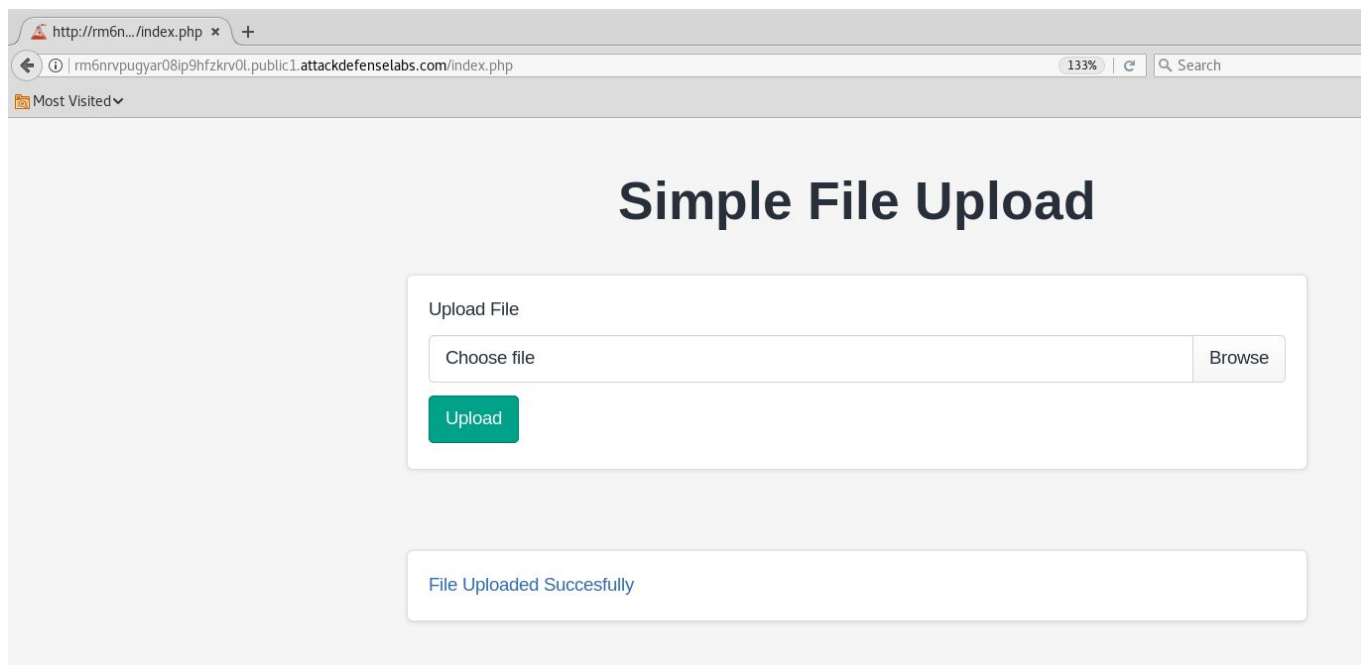 http://rm6n.../index.php × +
rm6nrvpugyar08ip9hfzkrv0l.public1.attackdefenselabs.com/index.php 133% Search
Most Visited
Simple File Upload
Upload File
Choose file Browse
Upload
File Uploaded Succesfully